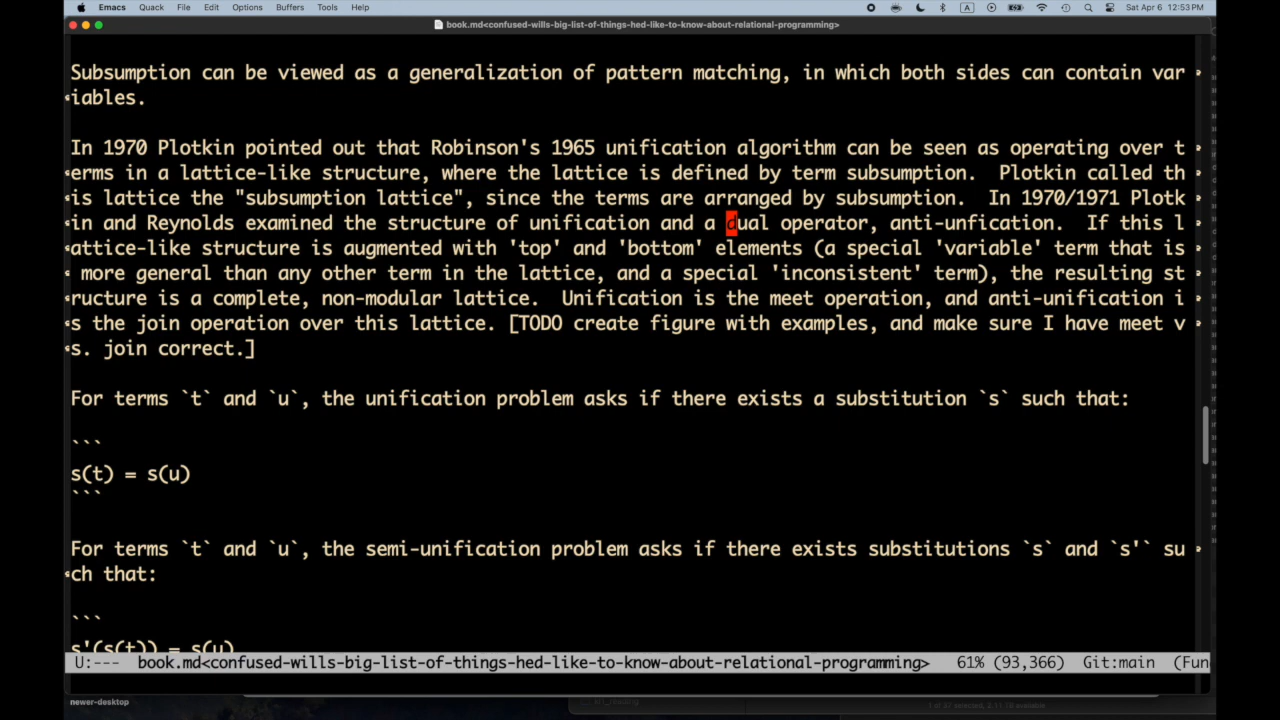 Emacs Quack File Edit Options Buffers Tools Help Sat Apr 6 12:53 PM
book.md<confused-wills-big-list-of-things-hed-like-to-know-about-relational-programming>
Subsumption can be viewed as a generalization of pattern matching, in which both sides can contain var
iables.
In 1970 Plotkin pointed out that Robinson's 1965 unification algorithm can be seen as operating over t
erms in a lattice-like structure, where the lattice is defined by term subsumption.  Plotkin called th
is lattice the "subsumption lattice", since the terms are arranged by subsumption.  In 1970/1971 Plotk
in and Reynolds examined the structure of unification and a dual operator, anti-unfication.  If this l
attice-like structure is augmented with 'top' and 'bottom' elements (a special 'variable' term that is
 more general than any other term in the lattice, and a special 'inconsistent' term), the resulting st
ructure is a complete, non-modular lattice.  Unification is the meet operation, and anti-unification i
s the join operation over this lattice. [TODO create figure with examples, and make sure I have meet v
s. join correct.]
For terms `t` and `u`, the unification problem asks if there exists a substitution `s` such that:
```
s(t) = s(u)
```
For terms `t` and `u`, the semi-unification problem asks if there exists substitutions `s` and `s'` su
ch that:
```
s'(s(t)) = s(u)
U:--- book.md<confused-wills-big-list-of-things-hed-like-to-know-about-relational-programming> 61% (93,366) Git:main (Fun
newer-desktop